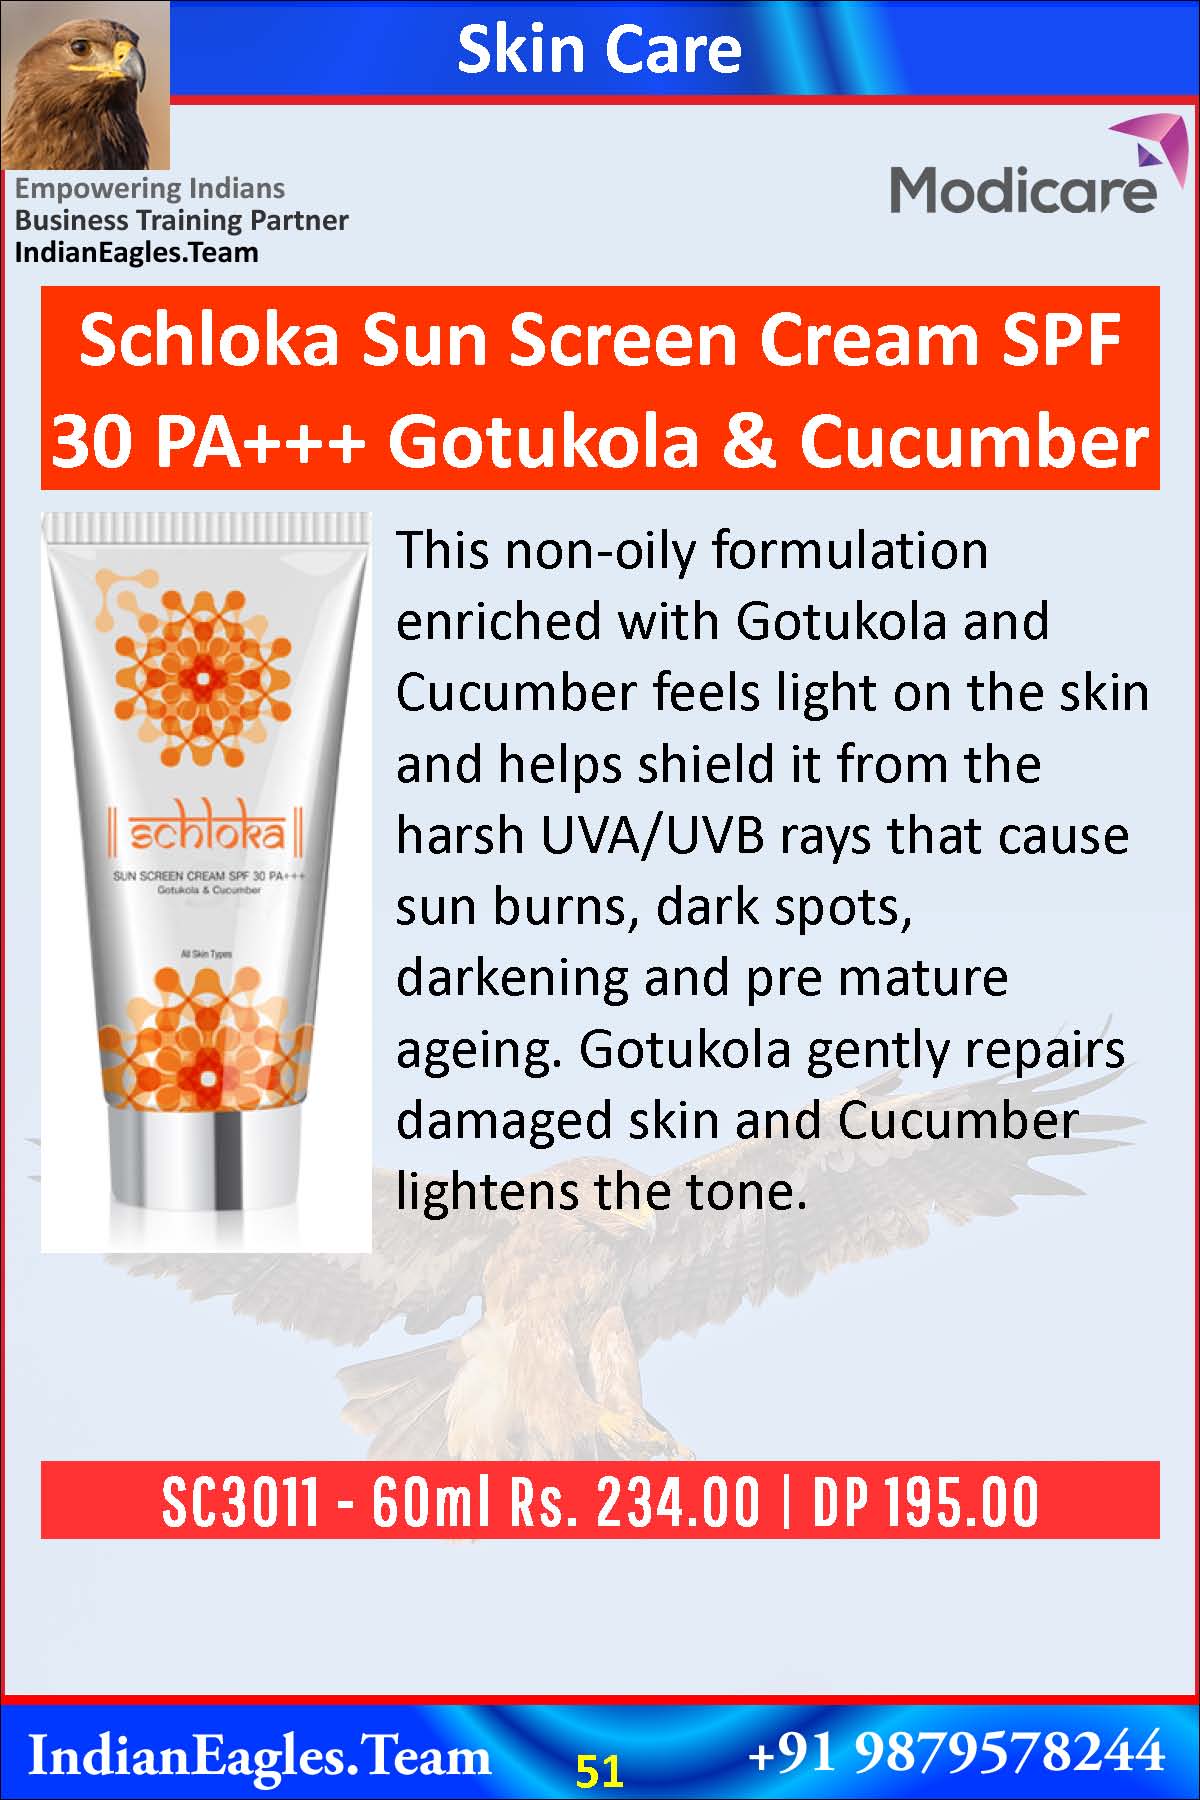 Skin Care
Empowering Indians
Business Training Partner
IndianEagles.Team
Modicare
Schloka Sun Screen Cream SPF
30 PA+++ Gotukola & Cucumber
schloka
SUN SCREEN CREAM SPF 30 PA+++
Gotukola & Cucumber
All Skin Types
This non-oily formulation
enriched with Gotukola and
Cucumber feels light on the skin
and helps shield it from the
harsh UVA/UVB rays that cause
sun burns, dark spots,
darkening and pre mature
ageing. Gotukola gently repairs
damaged skin and Cucumber
lightens the tone.
SC3011 - 60ml Rs. 234.00 | DP 195.00
IndianEagles.Team
51
+91 9879578244